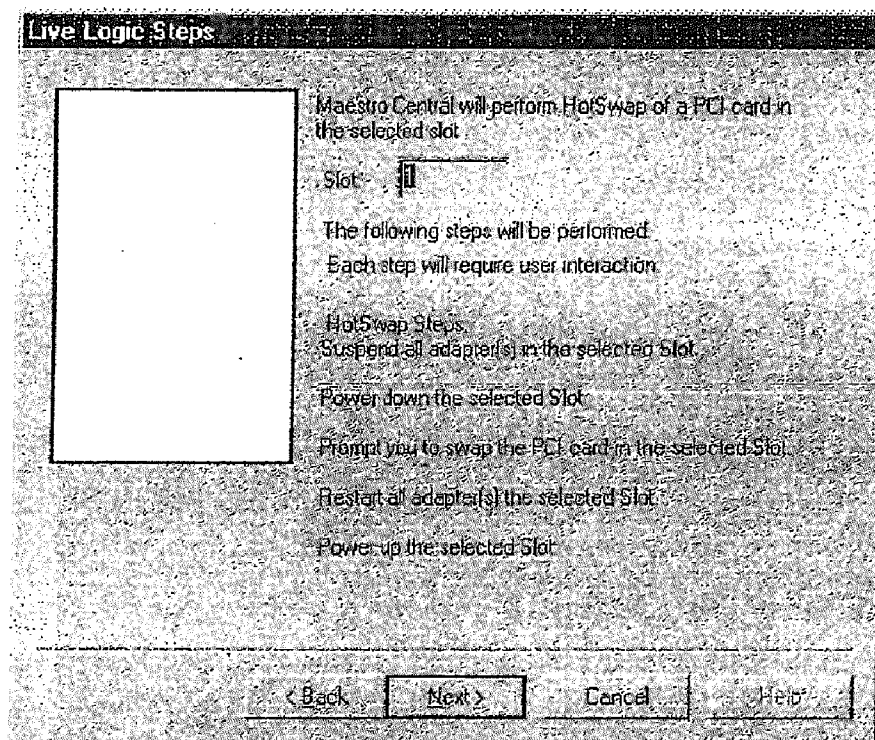 Live Logic Steps
Maestro Central will perform HotSwap of a PCI card in
the selected slot
Slot: 1
The following steps will be performed.
Each step will require user interaction.
HotSwap Steps.
Suspend all adapter(s) in the selected Slot.
Power down the selected Slot
Prompt you to swap the PCI card in the selected Slot.
Restart all adapter(s) the selected Slot.
Power up the selected Slot
< Back
Next >
Cancel
Help